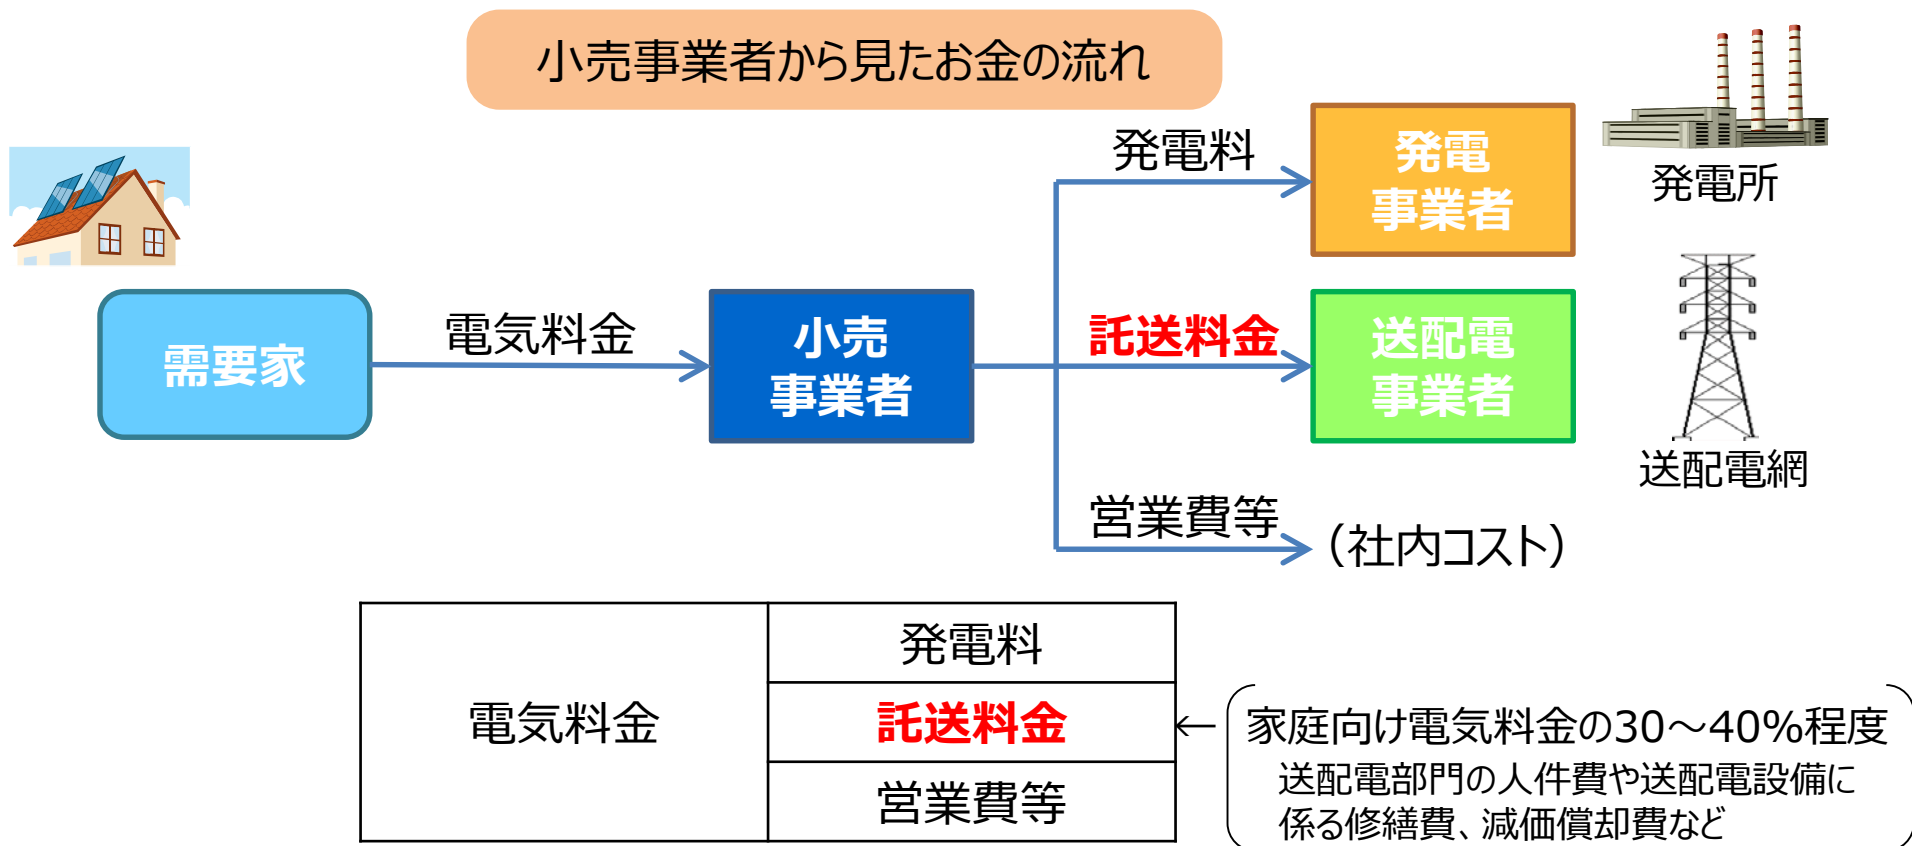 小売事業者から見たお金の流れ
発電料
発電
事業者
発電所
需要家
電気料金
小売
事業者
託送料金
送配電
事業者
送配電網
営業費等
（社内コスト）
電気料金
発電料
託送料金
営業費等
←
家庭向け電気料金の30～40%程度
送配電部門の人件費や送配電設備に
係る修繕費、減価償却費など